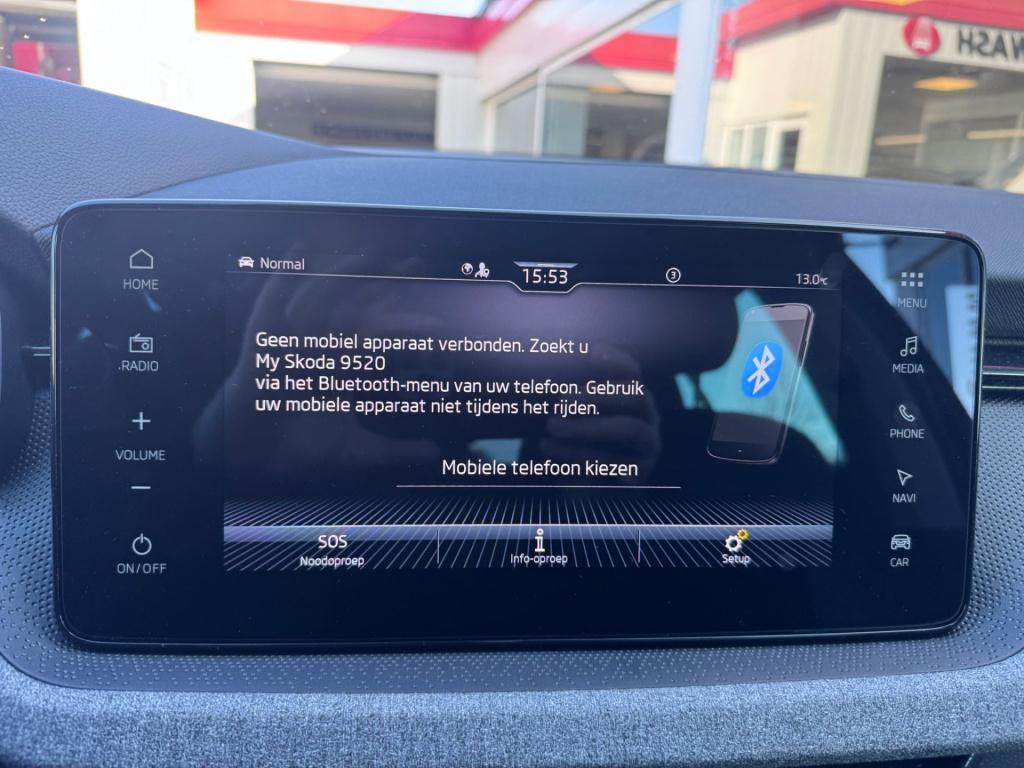 WASH
Normal
15:53
3
13.0°C
HOME
RADIO
+
VOLUME
−
ON/OFF
Geen mobiel apparaat verbonden. Zoekt u
My Skoda 9520
via het Bluetooth-menu van uw telefoon. Gebruik
uw mobiele apparaat niet tijdens het rijden.
Mobiele telefoon kiezen
SOS
Noodoproep
i
Info-oproep
Setup
MENU
MEDIA
PHONE
NAVI
CAR